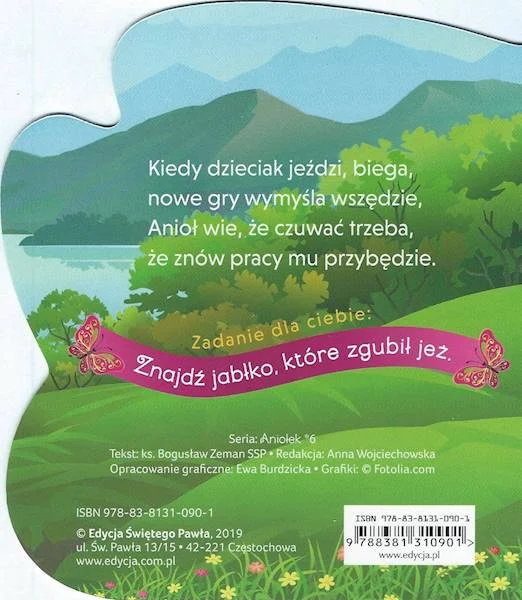 Kiedy dzieciak jeździ, biega,
nowe gry wymyśla wszędzie,
Anioł wie, że czuwać trzeba,
że znów pracy mu przybędzie.
Zadanie dla ciebie:
Znajdź jabłko, które zgubił jeż.
Seria: Aniołek *6
Tekst: ks. Bogusław Zeman SSP • Redakcja: Anna Wojciechowska
Opracowanie graficzne: Ewa Burdzicka • Grafiki: © Fotolia.com
ISBN 978-83-8131-090-1
© Edycja Świętego Pawła, 2019
ul. Św. Pawła 13/15 • 42-221 Częstochowa
www.edycja.com.pl
ISBN 978-83-8131-090-1
9 788381 310901 >
www.edycja.pl